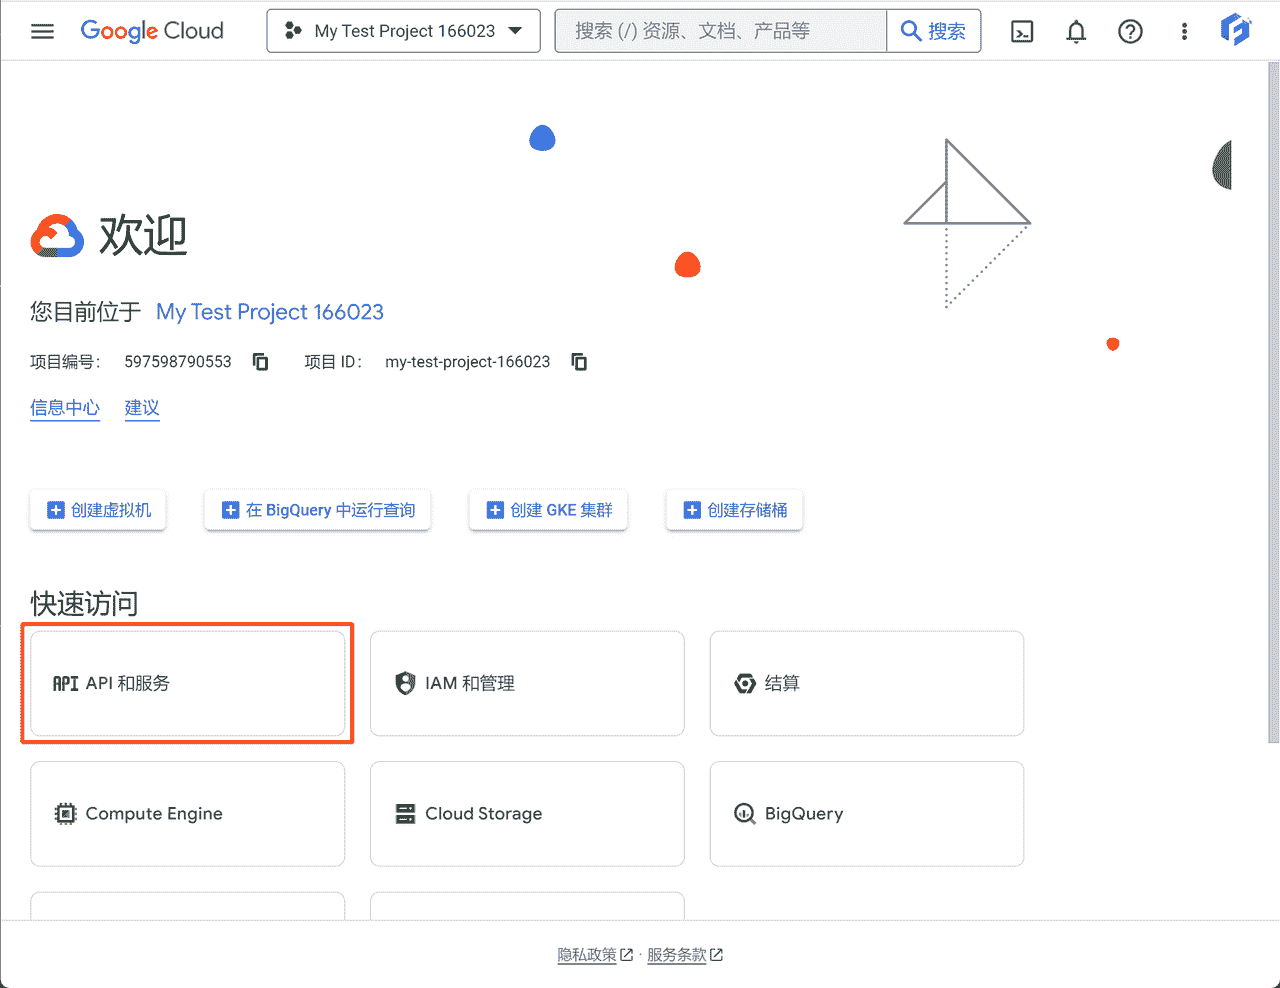 Google Cloud My Test Project 166023 搜索 (/) 资源、文档、产品等 搜索
欢迎
您目前位于 My Test Project 166023
项目编号： 597598790553 项目 ID： my-test-project-166023
信息中心 建议
创建虚拟机 在 BigQuery 中运行查询 创建 GKE 集群 创建存储桶
快速访问
API API 和服务 IAM 和管理 结算
Compute Engine Cloud Storage BigQuery
隐私政策 · 服务条款